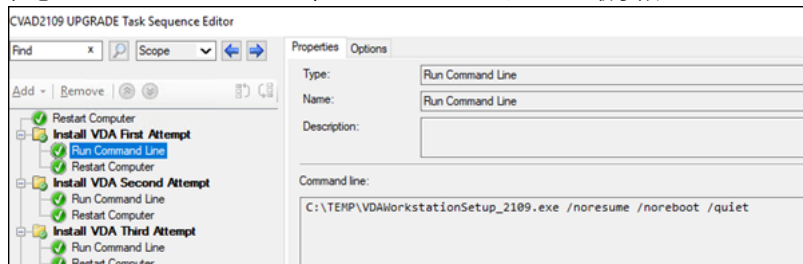 CVAD2109 UPGRADE Task Sequence Editor
Find x Scope
Properties Options
Add Remove
Type: Run Command Line
Name: Run Command Line
Description:
Restart Computer
Install VDA First Attempt
Run Command Line
Restart Computer
Install VDA Second Attempt
Run Command Line
Restart Computer
Install VDA Third Attempt
Run Command Line
Restart Computer
Command line:
C:\TEMP\VDAWorkstationSetup_2109.exe /noresume /noreboot /quiet